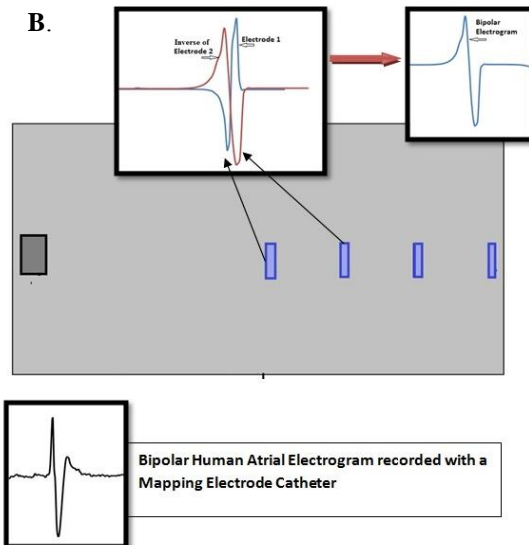 B.
Inverse of
Electrode 2
Electrode 1
Bipolar
Electrogram
Bipolar Human Atrial Electrogram recorded with a
Mapping Electrode Catheter